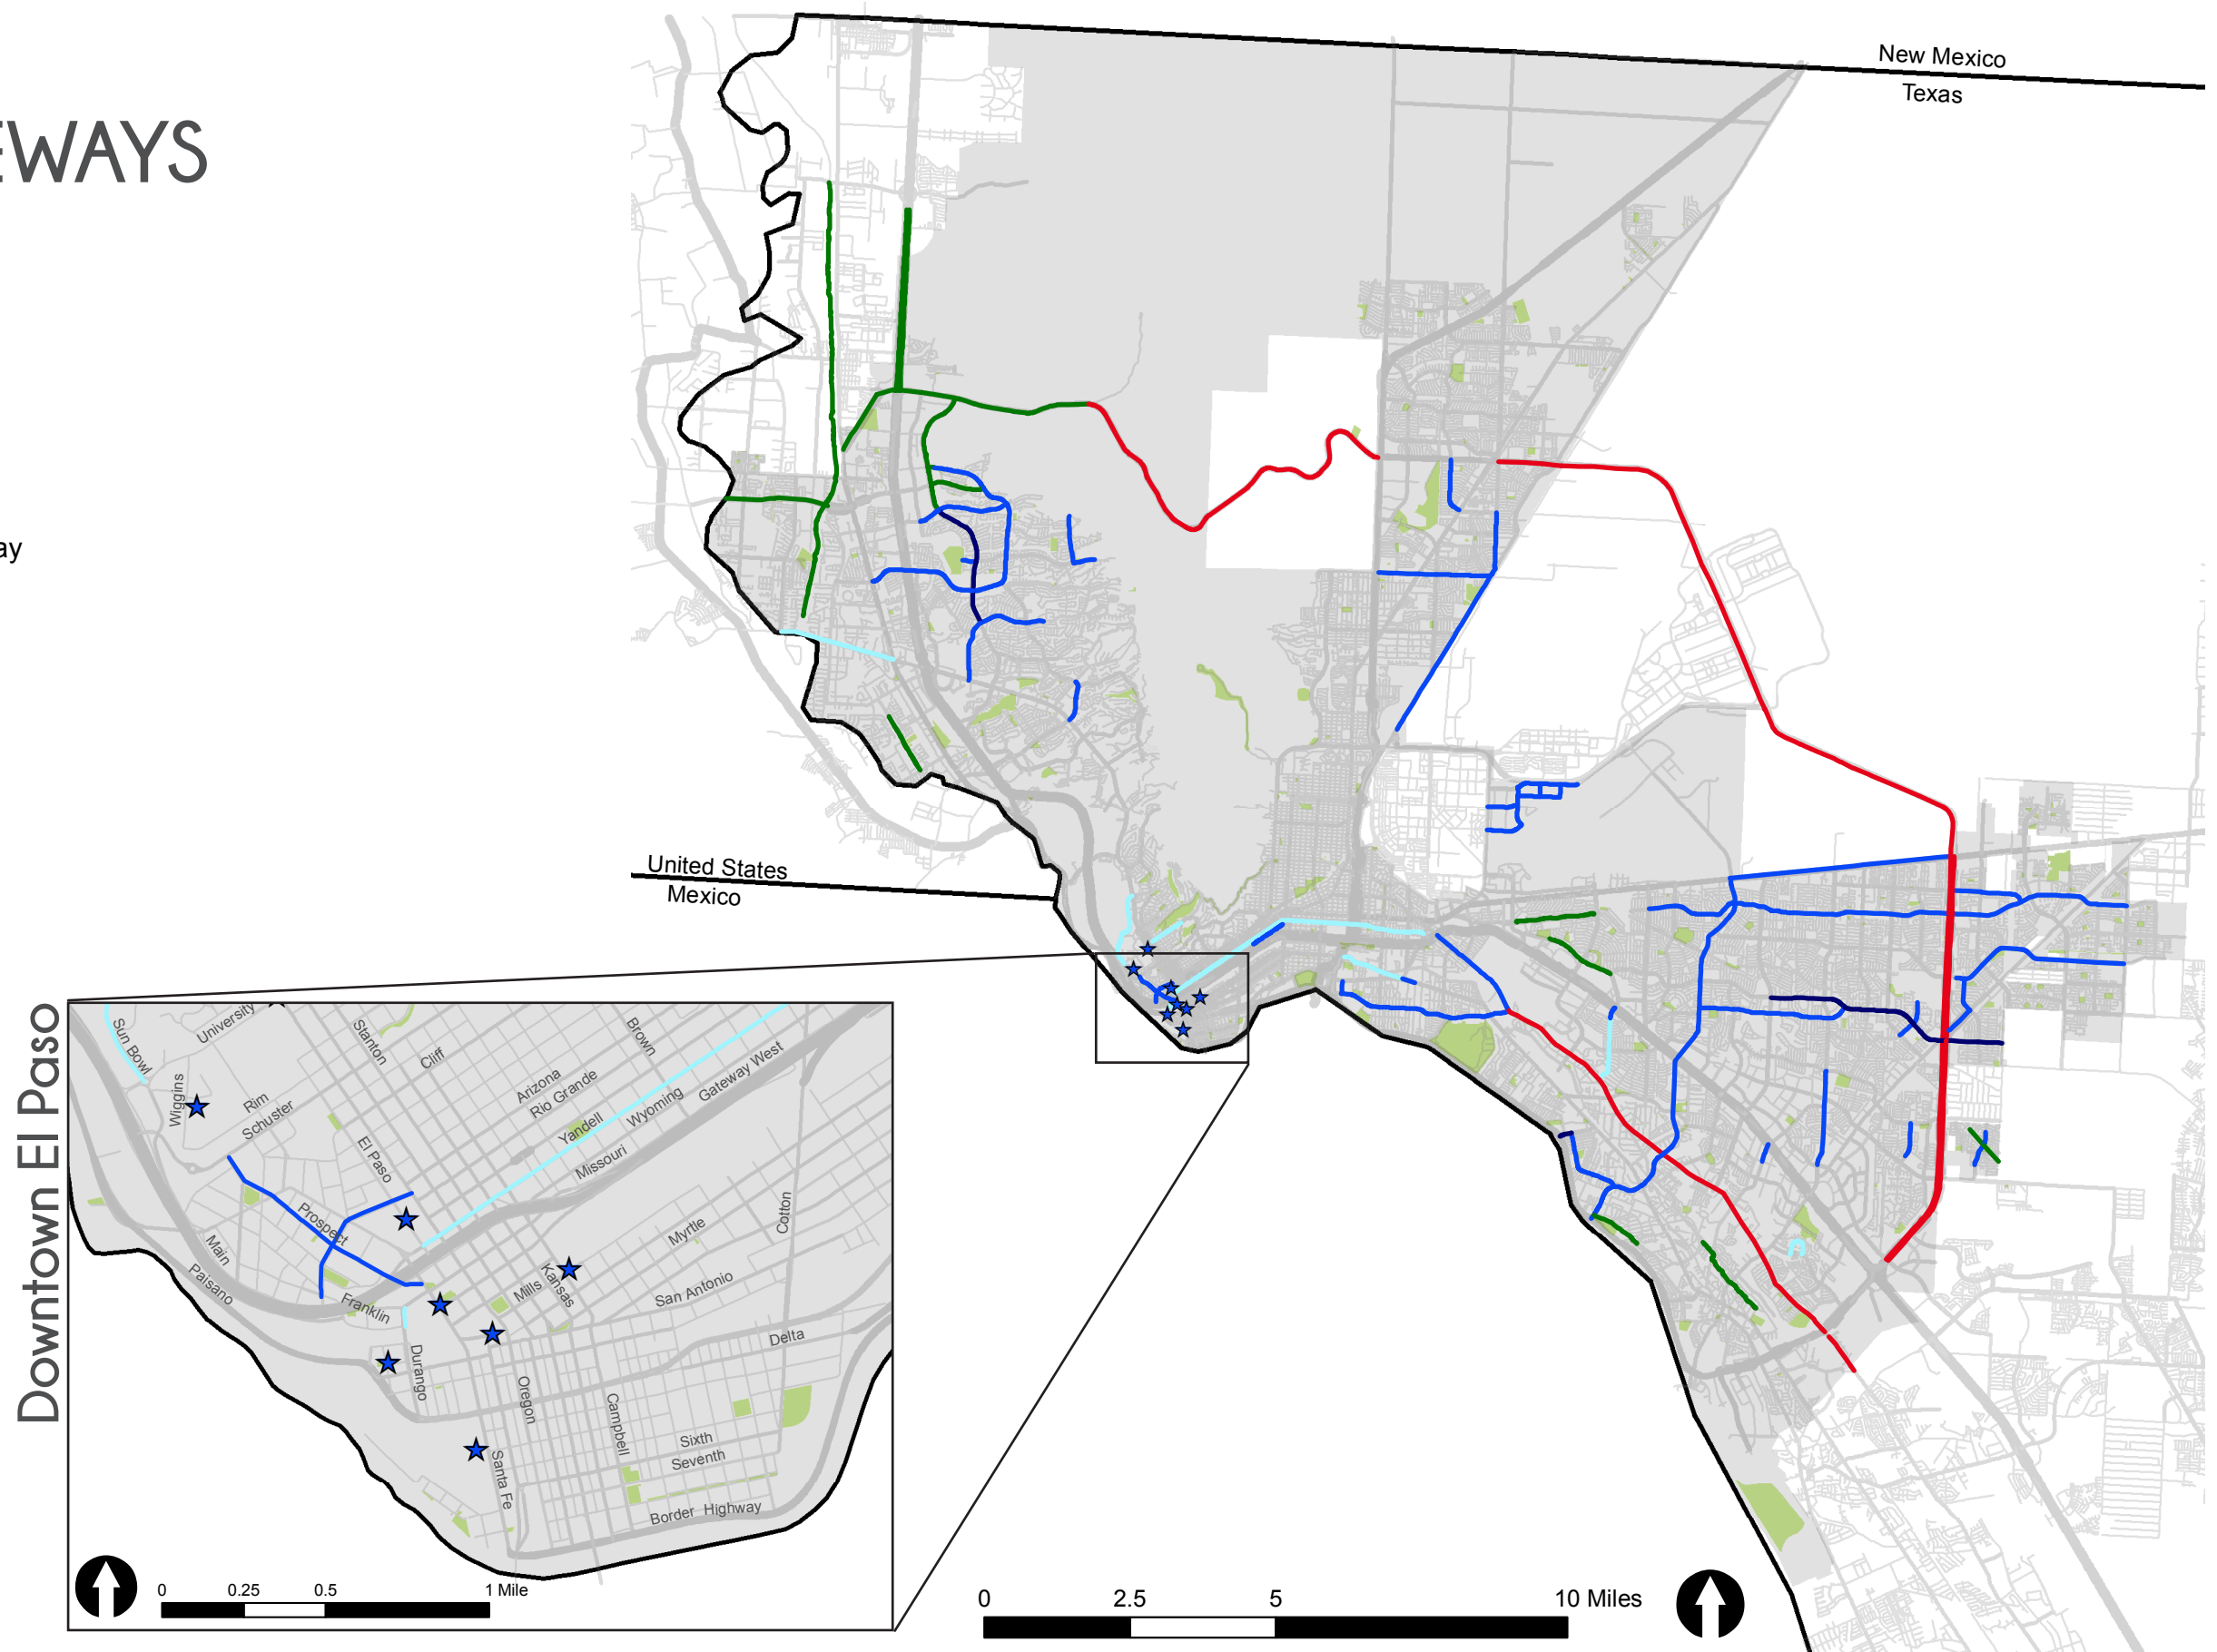 EWAYS
ay
New Mexico
Texas
United States
Mexico
Downtown El Paso
Sun Bowl
University
Stanton
Cliff
Brown
Wiggins
Rim
Schuster
Arizona
Rio Grande
Yandell
Wyoming
Gateway West
Missouri
El Paso
Prospect
Main
Paisano
Franklin
Durango
Mills
Kansas
Myrtle
San Antonio
Cotton
Delta
Oregon
Campbell
Santa Fe
Sixth
Seventh
Border Highway
0 0.25 0.5 1 Mile
0 2.5 5 10 Miles